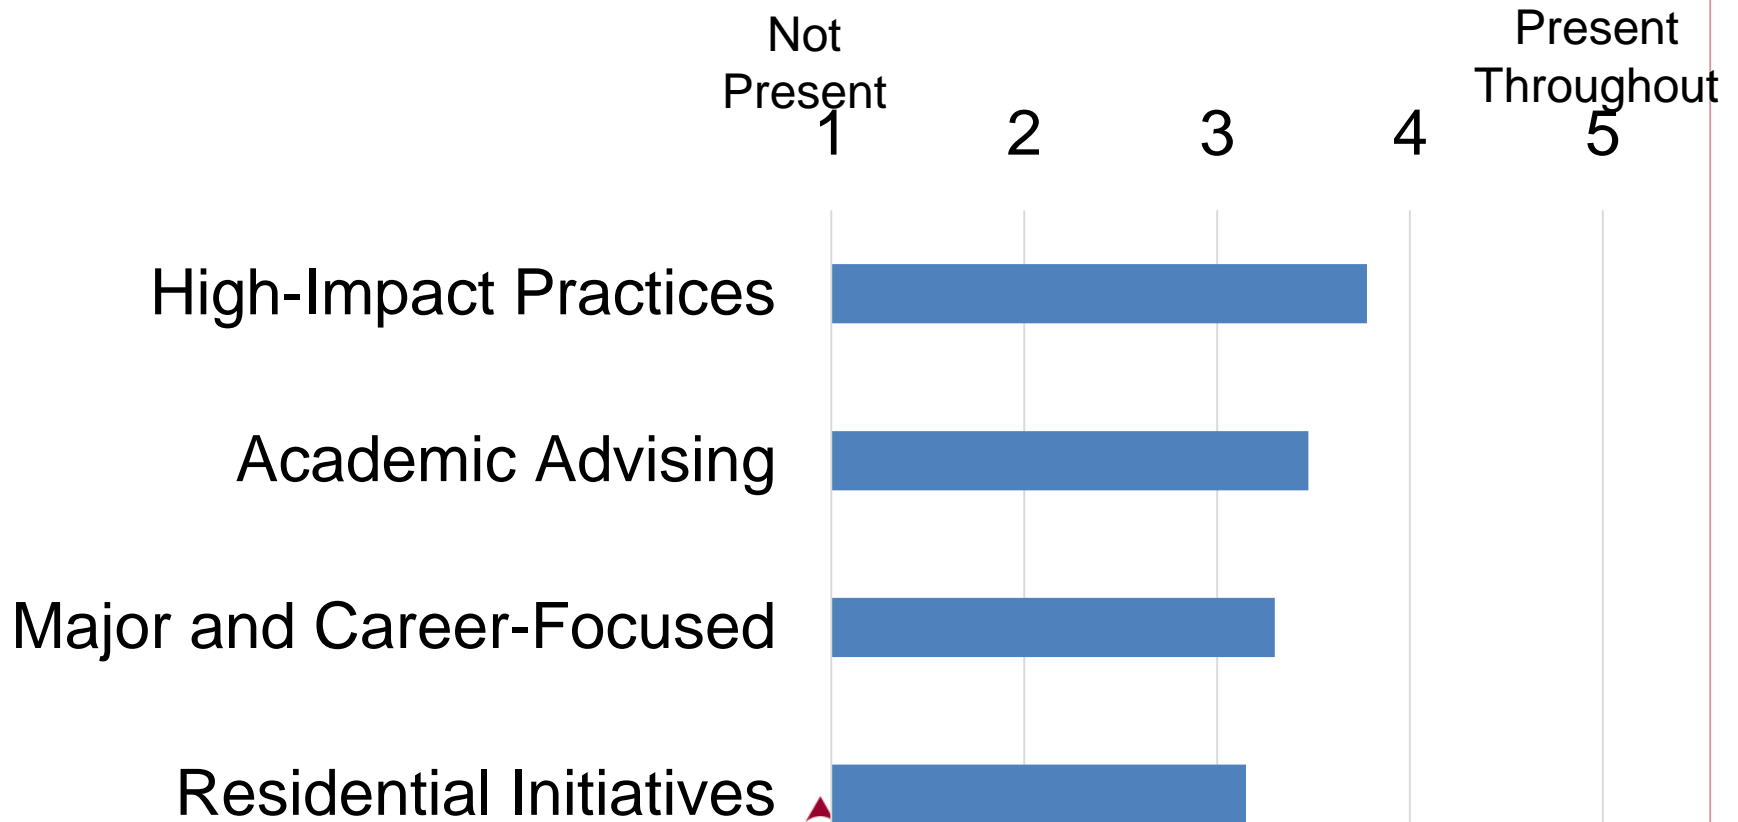 Not
Present
Present
Throughout
1 2 3 4 5
High-Impact Practices
Academic Advising
Major and Career-Focused
Residential Initiatives